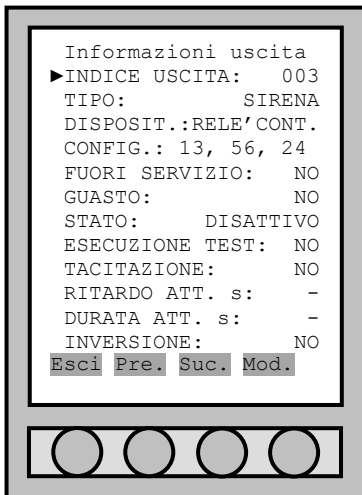 Informazioni uscita
►INDICE USCITA: 003
TIPO: SIRENA
DISPOSIT.:RELE’CONT.
CONFIG.: 13, 56, 24
FUORI SERVIZIO: NO
GUASTO: NO
STATO: DISATTIVO
ESECUZIONE TEST: NO
TACITAZIONE: NO
RITARDO ATT. s: -
DURATA ATT. s: -
INVERSIONE: NO
Esci Pre. Suc. Mod.